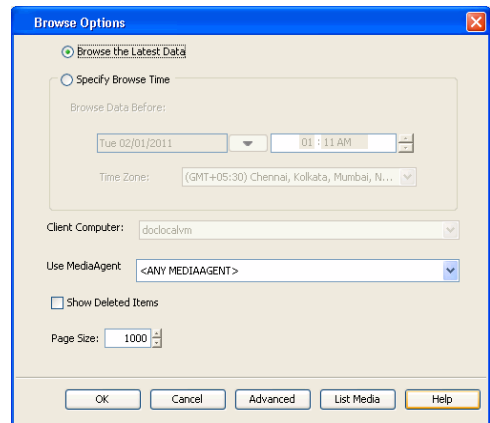 Browse Options
Browse the Latest Data
Specify Browse Time
Browse Data Before:
Tue 02/01/2011 01 : 11 AM
Time Zone: (GMT+05:30) Chennai, Kolkata, Mumbai, N...
Client Computer: doclocalvm
Use MediaAgent <ANY MEDIAAGENT>
Show Deleted Items
Page Size: 1000
OK Cancel Advanced List Media Help